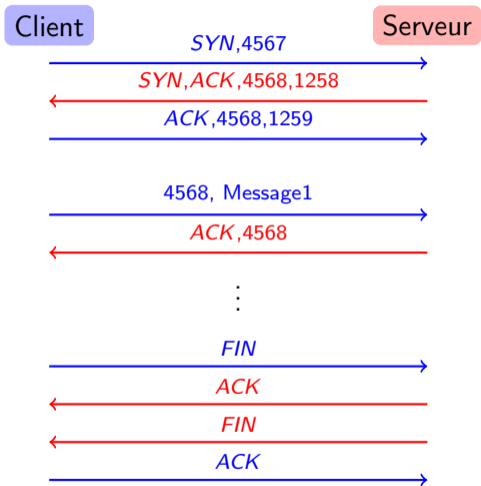 Client
Serveur
SYN,4567
SYN,ACK,4568,1258
ACK,4568,1259
4568, Message1
ACK,4568
FIN
ACK
FIN
ACK